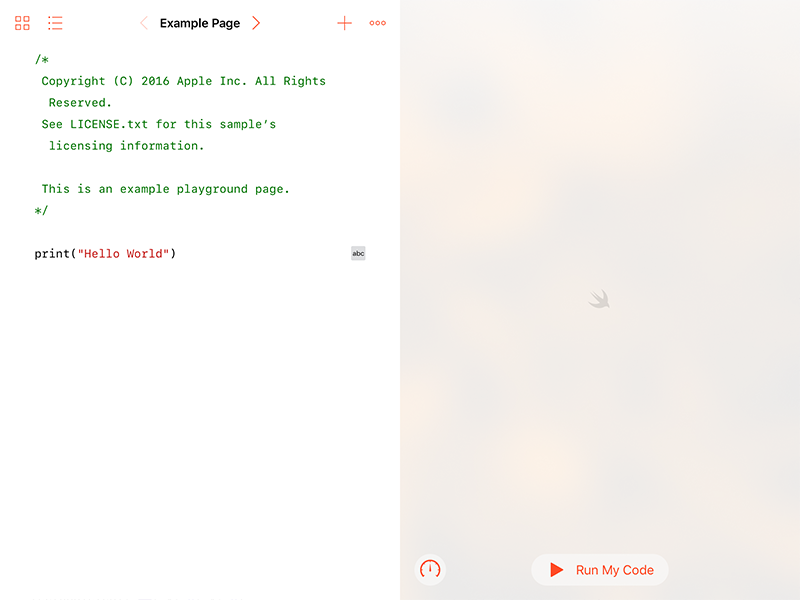 Example Page
/*
Copyright (C) 2016 Apple Inc. All Rights
Reserved.
See LICENSE.txt for this sample’s
licensing information.
This is an example playground page.
*/
print("Hello World")
abc
Run My Code